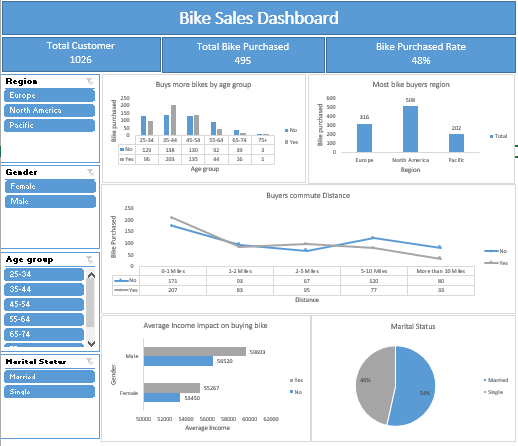 Bike Sales Dashboard
Total Customer
1026
Total Bike Purchased
495
Bike Purchased Rate
48%
Region
Europe
North America
Pacific
Gender
Female
Male
Age group
25-34
35-44
45-54
55-64
65-74
Marital Status
Married
Single
Buys more bikes by age group
Bike purchased
250
200
150
100
50
0
25-34 35-44 45-54 55-64 65-74 75+
No 129 138 130 92 39 3
Yes 96 203 135 44 16 1
Age group
No
Yes
Most bike buyers region
Bike purchased
600
500
400
300
200
100
0
316
508
202
Europe North America Pacific
Region
Total
Buyers commute Distance
Bike Purchased
250
200
150
100
50
0
0-1 Miles 1-2 Miles 2-5 Miles 5-10 Miles More than 10 Miles
No 171 93 67 120 80
Yes 207 83 95 77 33
Distance
No
Yes
Average Income Impact on buying bike
Gender
Male
Female
59603
56520
55267
53450
50000 52000 54000 56000 58000 60000 62000
Average Income
Yes
No
Marital Status
46%
54%
Married
Single